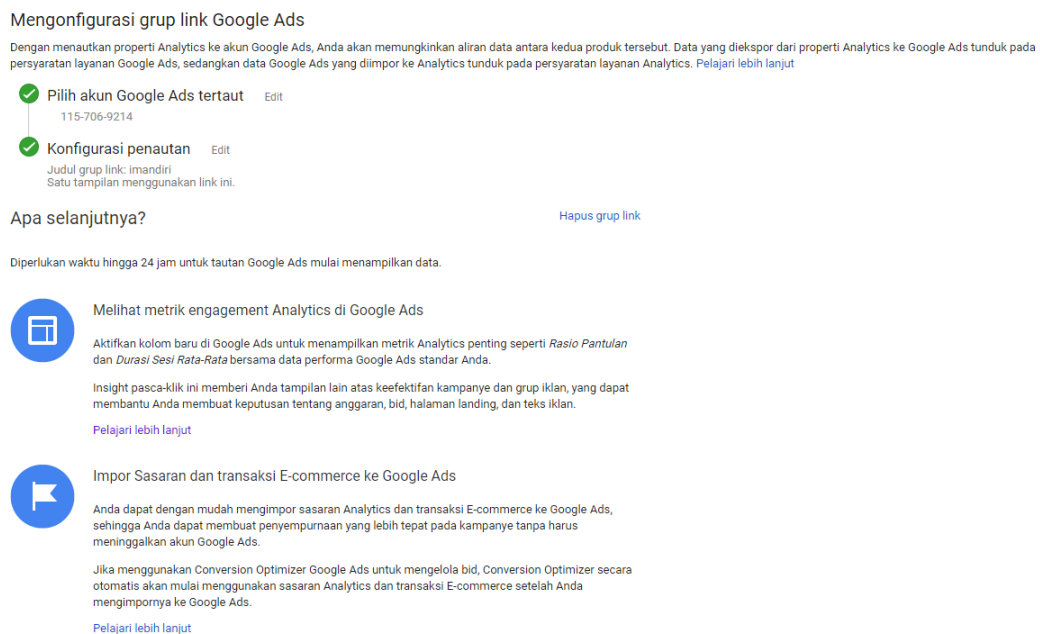 Mengonfigurasi grup link Google Ads
Dengan menautkan properti Analytics ke akun Google Ads, Anda akan memungkinkan aliran data antara kedua produk tersebut. Data yang diekspor dari properti Analytics ke Google Ads tunduk pada
persyaratan layanan Google Ads, sedangkan data Google Ads yang diimpor ke Analytics tunduk pada persyaratan layanan Analytics. Pelajari lebih lanjut
Pilih akun Google Ads tertaut Edit
115-706-9214
Konfigurasi penautan Edit
Judul grup link: imandiri
Satu tampilan menggunakan link ini.
Apa selanjutnya? Hapus grup link
Diperlukan waktu hingga 24 jam untuk tautan Google Ads mulai menampilkan data.
Melihat metrik engagement Analytics di Google Ads
Aktifkan kolom baru di Google Ads untuk menampilkan metrik Analytics penting seperti Rasio Pantulan
dan Durasi Sesi Rata-Rata bersama data performa Google Ads standar Anda.
Insight pasca-klik ini memberi Anda tampilan lain atas keefektifan kampanye dan grup iklan, yang dapat
membantu Anda membuat keputusan tentang anggaran, bid, halaman landing, dan teks iklan.
Pelajari lebih lanjut
Impor Sasaran dan transaksi E-commerce ke Google Ads
Anda dapat dengan mudah mengimpor sasaran Analytics dan transaksi E-commerce ke Google Ads,
sehingga Anda dapat membuat penyempurnaan yang lebih tepat pada kampanye tanpa harus
meninggalkan akun Google Ads.
Jika menggunakan Conversion Optimizer Google Ads untuk mengelola bid, Conversion Optimizer secara
otomatis akan mulai menggunakan sasaran Analytics dan transaksi E-commerce setelah Anda
mengimpornya ke Google Ads.
Pelajari lebih lanjut